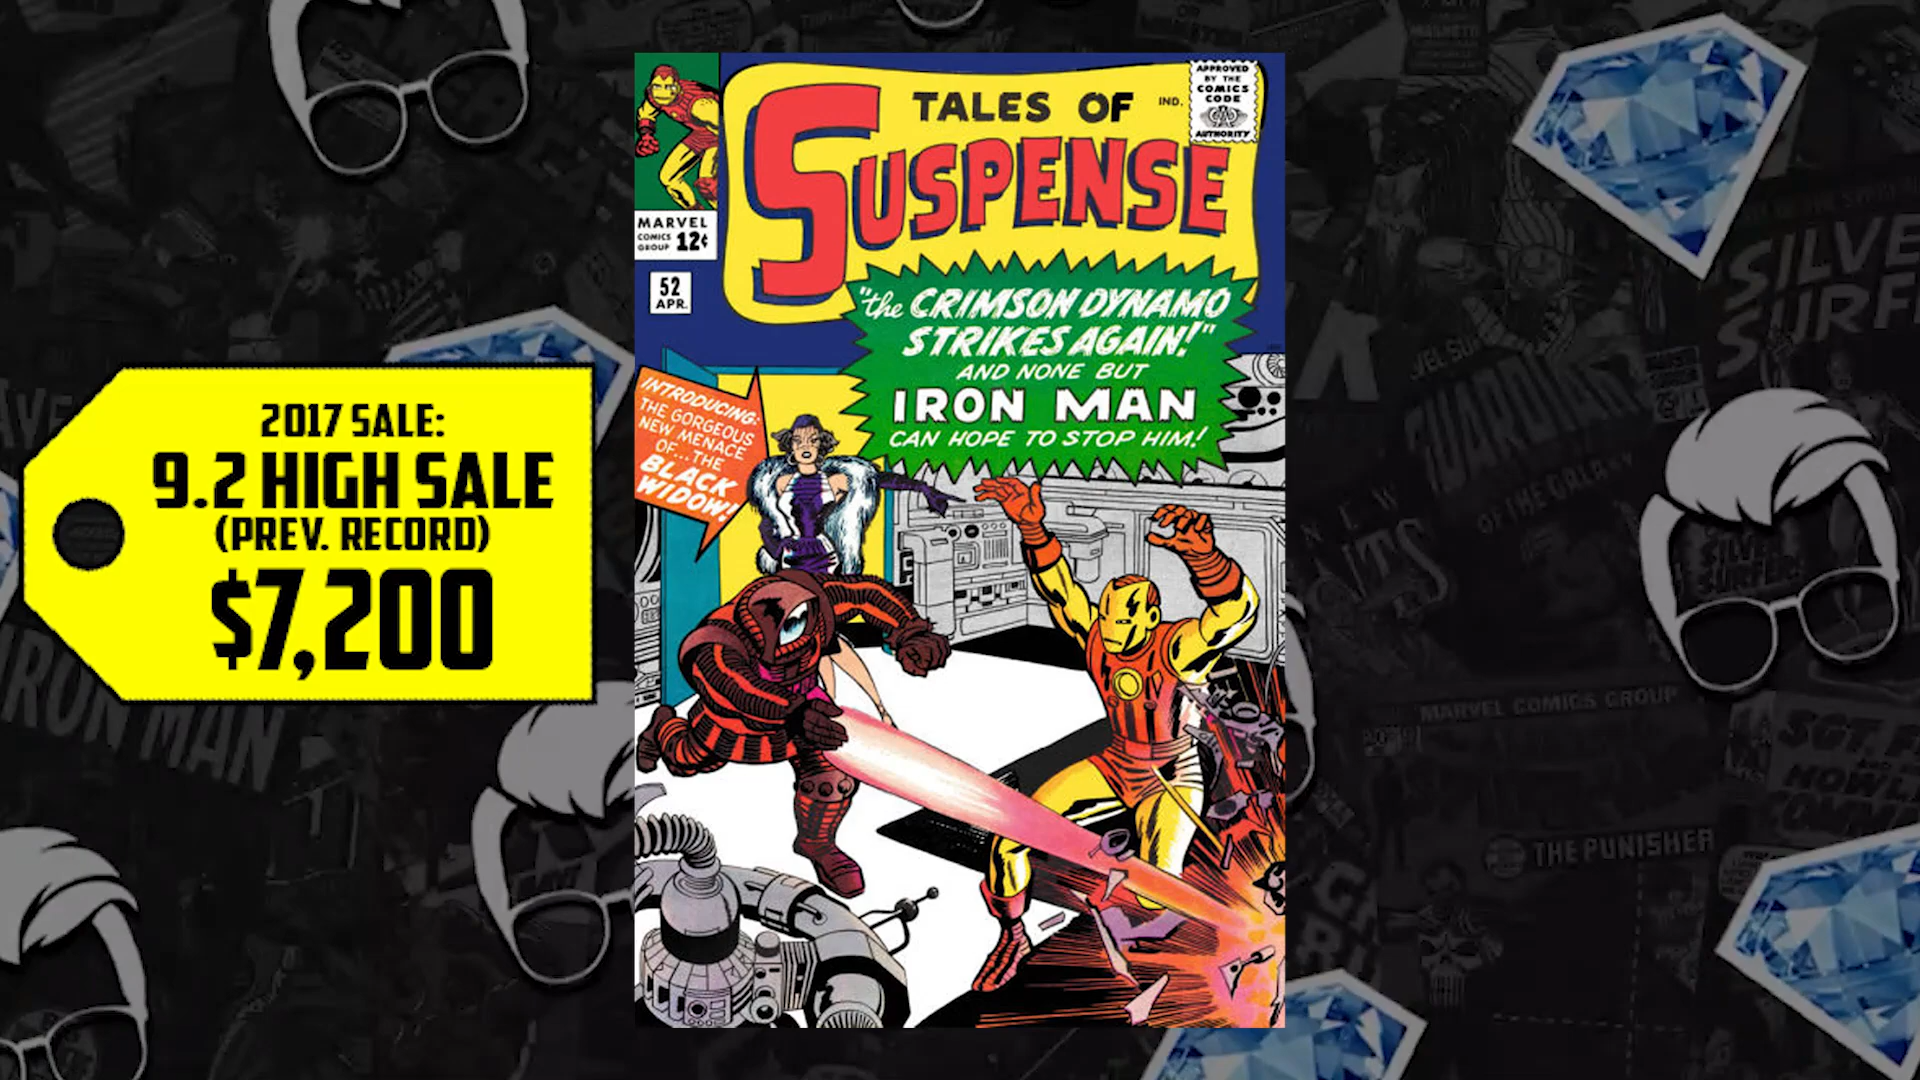 2017 SALE:
9.2 HIGH SALE
(PREV. RECORD)
$7,200
MARVEL
COMICS
GROUP
12¢
52
APR.
TALES OF
SUSPENSE
IND.
APPROVED
BY THE
COMICS
CODE
AUTHORITY
"the CRIMSON DYNAMO
STRIKES AGAIN!"
AND NONE BUT
IRON MAN
CAN HOPE TO STOP HIM!
INTRODUCING:
THE GORGEOUS
NEW MENACE
OF...THE
BLACK
WIDOW!
IRON MAN
OF THE GALAXY
MARVEL COMICS GROUP
THE PUNISHER